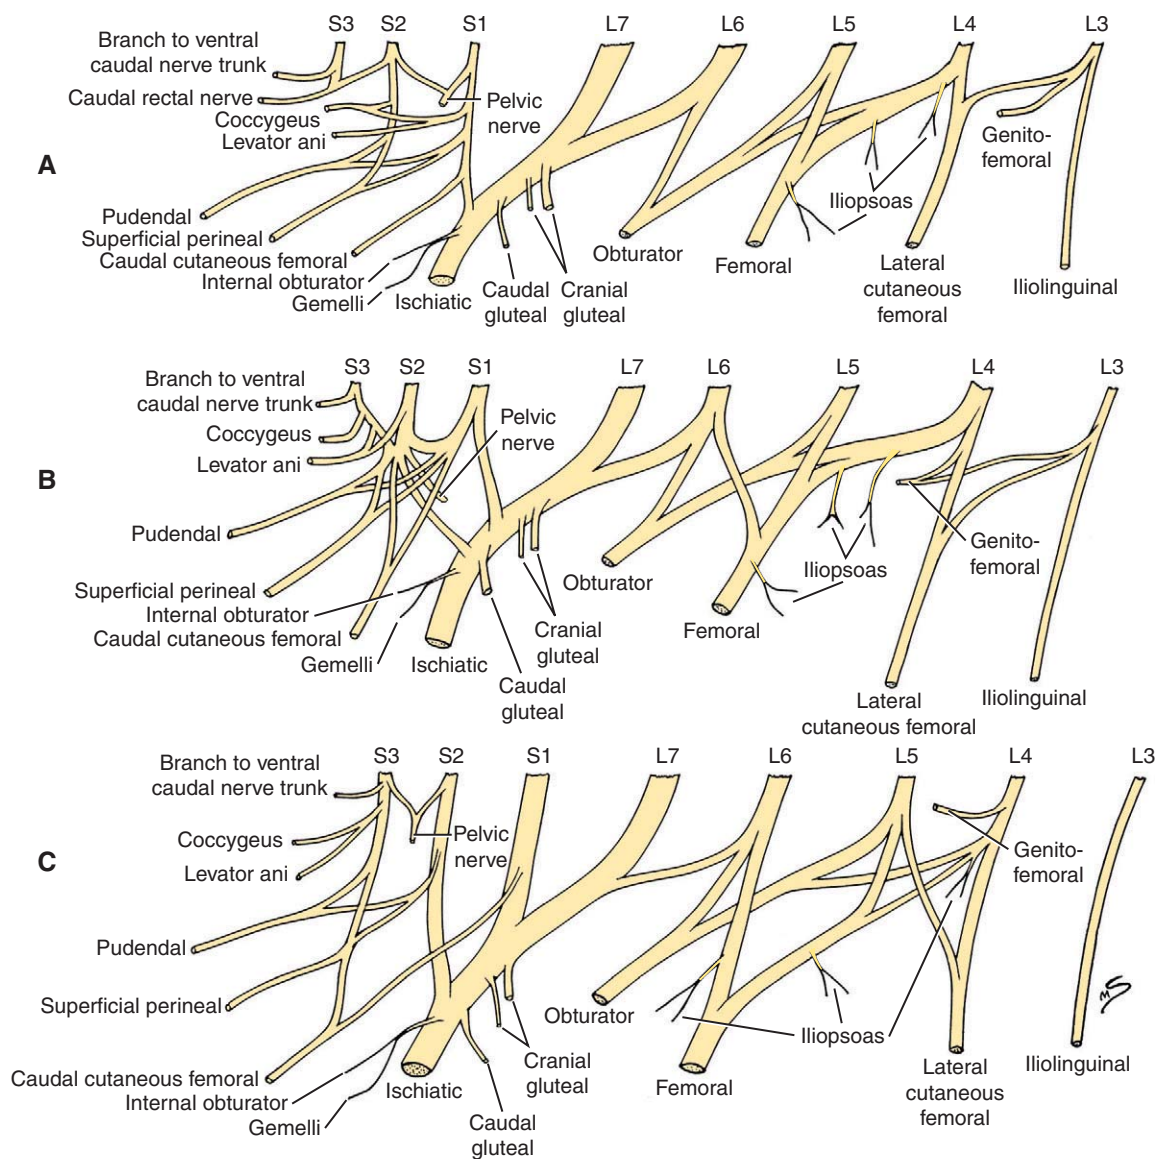 S3 S2 S1 L7 L6 L5 L4 L3
Branch to ventral
caudal nerve trunk
Caudal rectal nerve
Coccygeus
Levator ani
Pelvic
nerve
Genito-
femoral
A
Iliopsoas
Pudendal
Superficial perineal
Caudal cutaneous femoral
Internal obturator
Gemelli
Ischiatic
Caudal
gluteal
Cranial
gluteal
Obturator
Femoral
Lateral
cutaneous
femoral
Iliolinguinal
S3 S2 S1 L7 L6 L5 L4 L3
Branch to ventral
caudal nerve trunk
Coccygeus
Levator ani
Pelvic
nerve
B
Pudendal
Genito-
femoral
Iliopsoas
Superficial perineal
Internal obturator
Caudal cutaneous femoral
Gemelli
Ischiatic
Caudal
gluteal
Cranial
gluteal
Obturator
Femoral
Lateral
cutaneous femoral
Iliolinguinal
S3 S2 S1 L7 L6 L5 L4 L3
Branch to ventral
caudal nerve trunk
Coccygeus
Levator ani
Pelvic
nerve
C
Genito-
femoral
Pudendal
Superficial perineal
Caudal cutaneous femoral
Internal obturator
Gemelli
Ischiatic
Caudal
gluteal
Cranial
gluteal
Obturator
Femoral
Iliopsoas
Lateral
cutaneous
femoral
Iliolinguinal